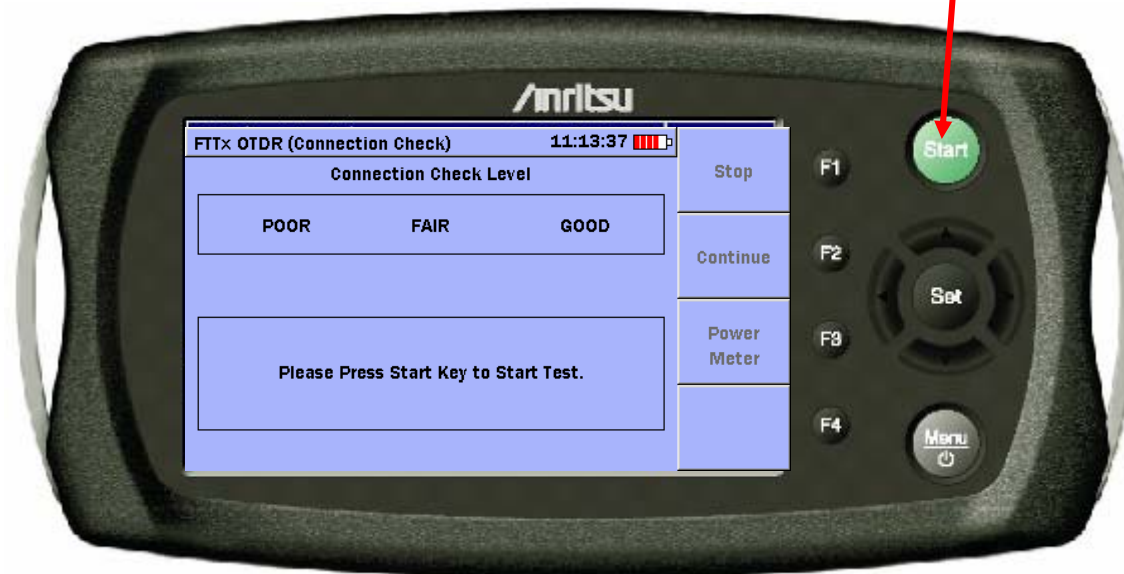 Anritsu
FTTx OTDR (Connection Check) 11:13:37
Connection Check Level
POOR FAIR GOOD
Please Press Start Key to Start Test.
Stop
Continue
Power
Meter
F1
F2
F3
F4
Start
Set
Menu